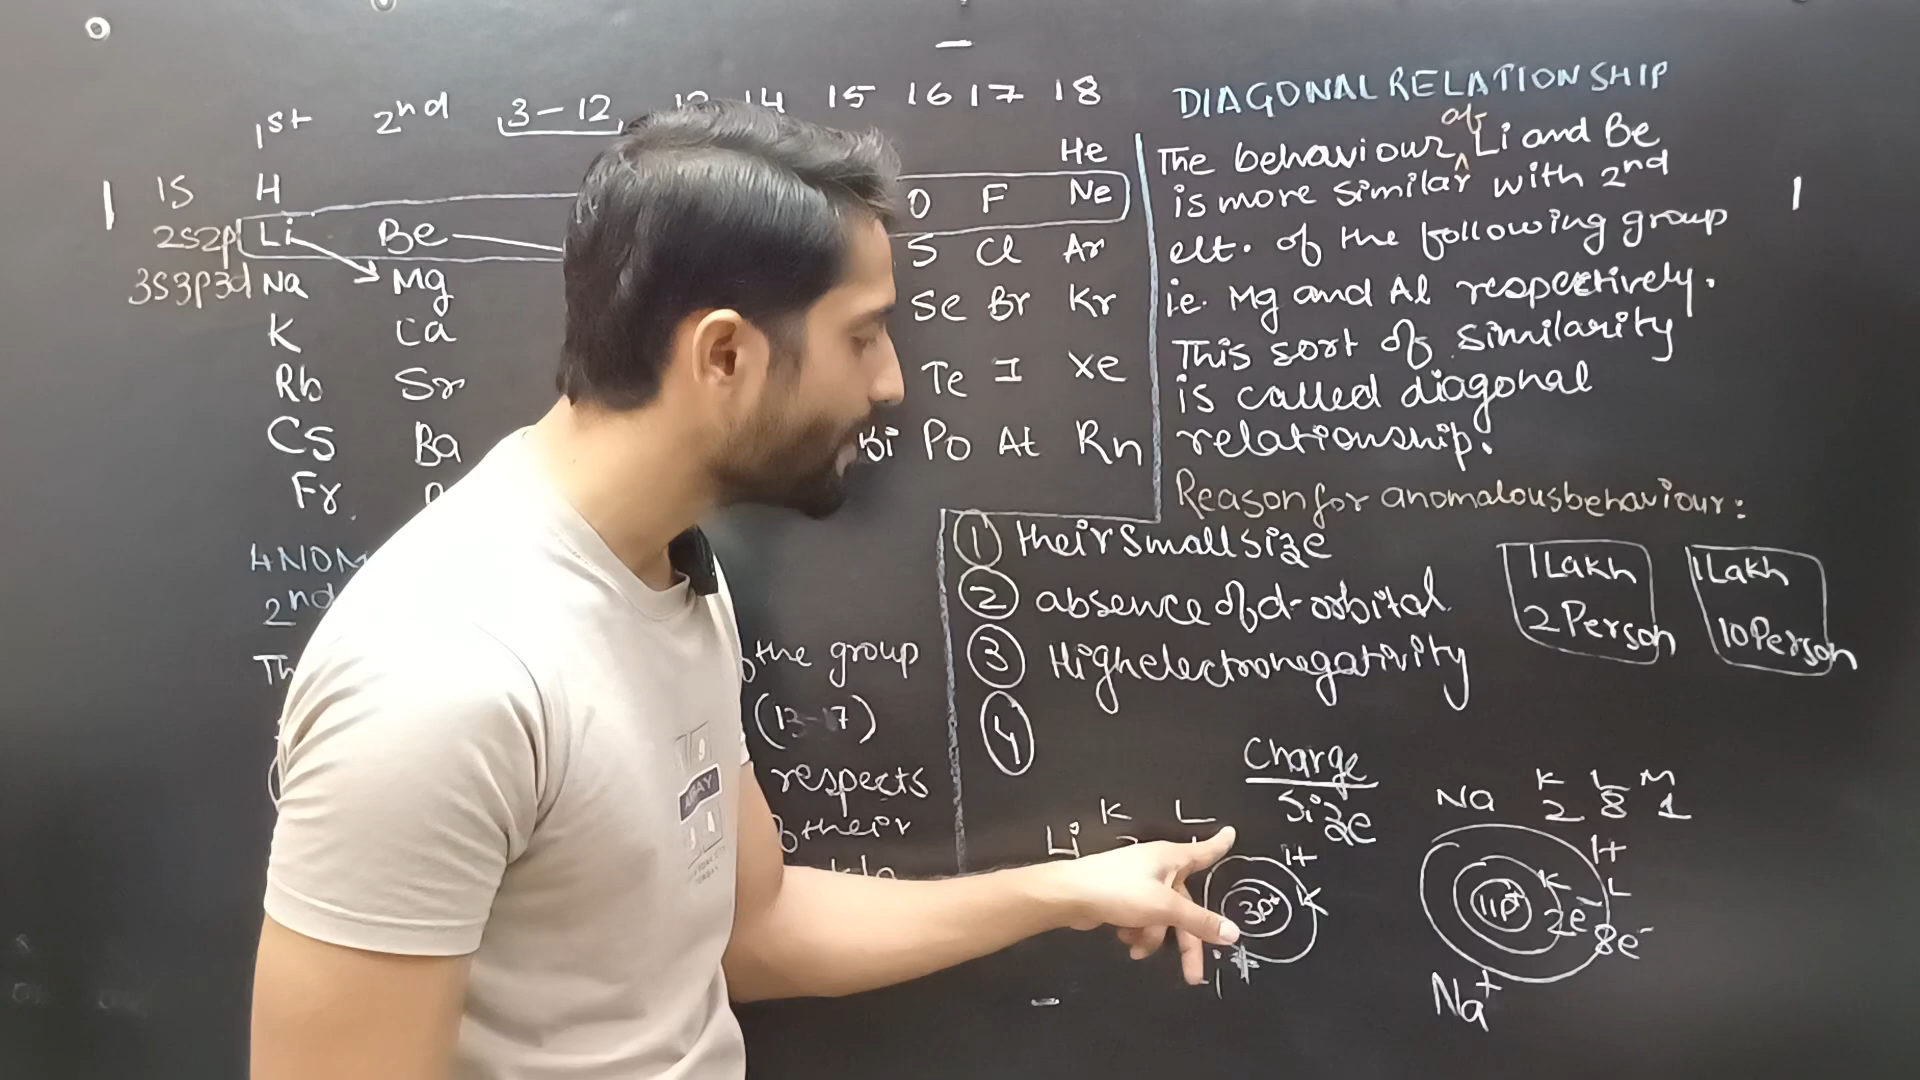 1st 2nd 3-12 14 15 16 17 18
He
1S H
O F Ne
2S2p Li Be
S Cl Ar
3S3p3d Na Mg
Se Br Kr
K Ca
Te I Xe
Rb Sr
Cs Ba
Bi Po At Rn
Fr
2nd
Th
the group
(13-17)
respects
of their
DIAGONAL RELATIONSHIP
of
The behaviour ^ Li and Be
is more similar with 2nd
elt. of the following group
ie. Mg and Al respectively.
This sort of similarity
is called diagonal
relationship.
Reason for anomalous behaviour:
1 their small size
2 absence of d-orbital
3 High electronegativity
4
1 Lakh
2 Person
1 Lakh
10 Person
Charge
Size
K L
Li
1+
3p+ K
Na K L M
2 8 1
1+
11p+ K L
2e- 8e-
Na+